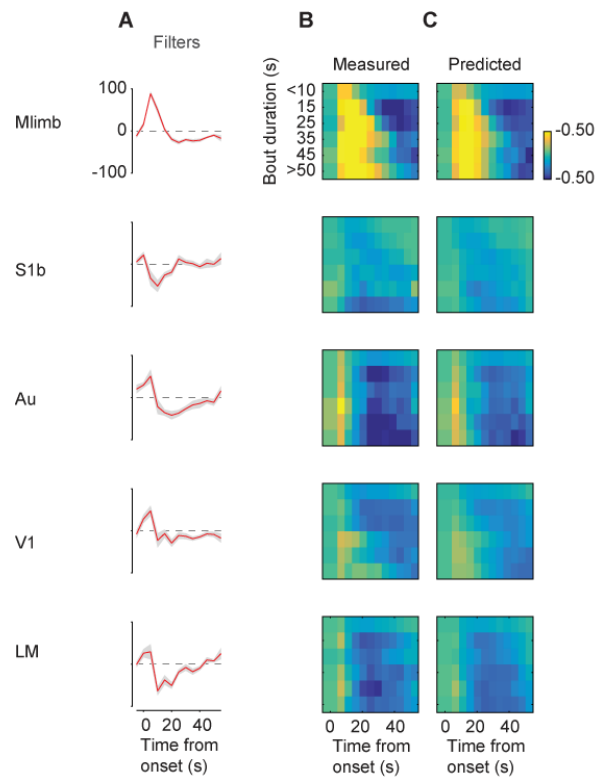 A
B
C
Filters
Measured
Predicted
Mlimb
100
0
-100
Bout duration (s)
<10
15
25
35
45
>50
-0.50
-0.50
S1b
Au
V1
LM
0 20 40
Time from
onset (s)
0 20 40
Time from
onset (s)
0 20 40
Time from
onset (s)